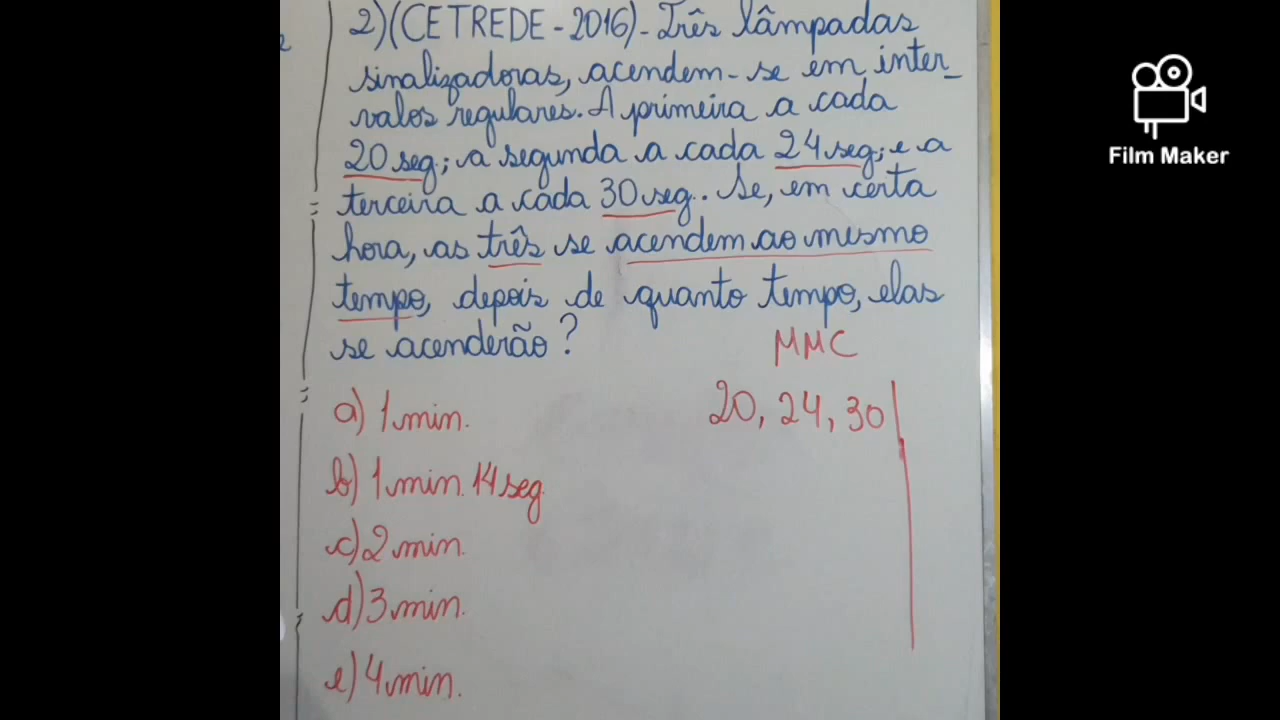 2)(CETREDE - 2016) - Três lâmpadas
sinalizadoras, acendem-se em inter_
valos regulares. A primeira a cada
20 seg; a segunda a cada 24 seg; e a
terceira a cada 30 seg. Se, em certa
hora, as três se acendem ao mesmo
tempo, depois de quanto tempo, elas
se acenderão?
MMC
20, 24, 30
a) 1 min.
b) 1 min. 14 seg.
c) 2 min.
d) 3 min.
e) 4 min.
Film Maker